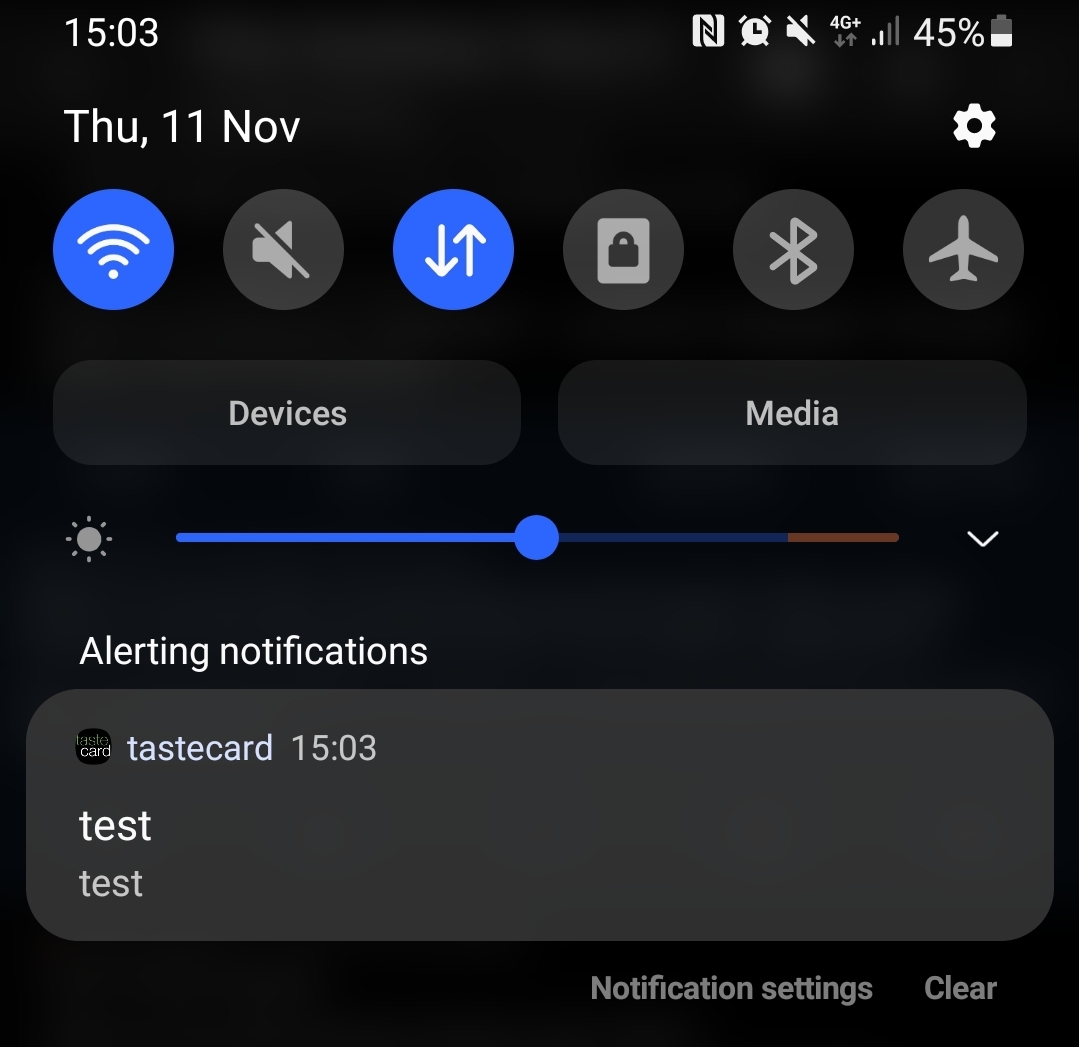 15:03 4G+ 45%
Thu, 11 Nov
Devices Media
Alerting notifications
taste
card
tastecard 15:03
test
test
Notification settings Clear